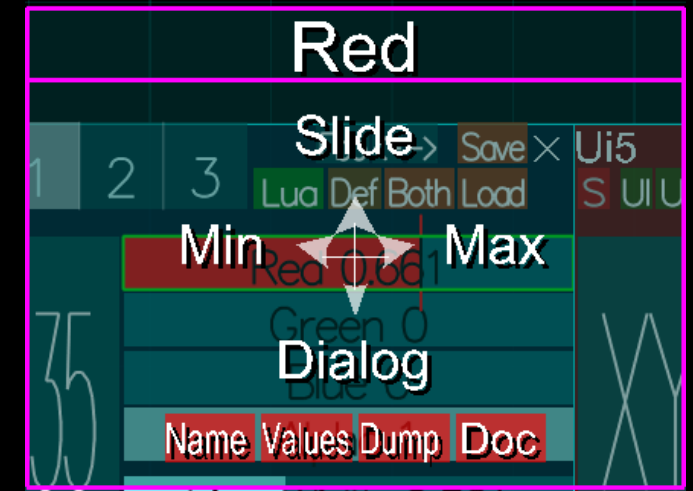 Red
Slide -> Save X Ui5
1 2 3 Lua Def Both Load S UI U
Min Max
Red 0.661
35 Green 0 XY
Dialog
Blue 0
Name Values Dump Doc